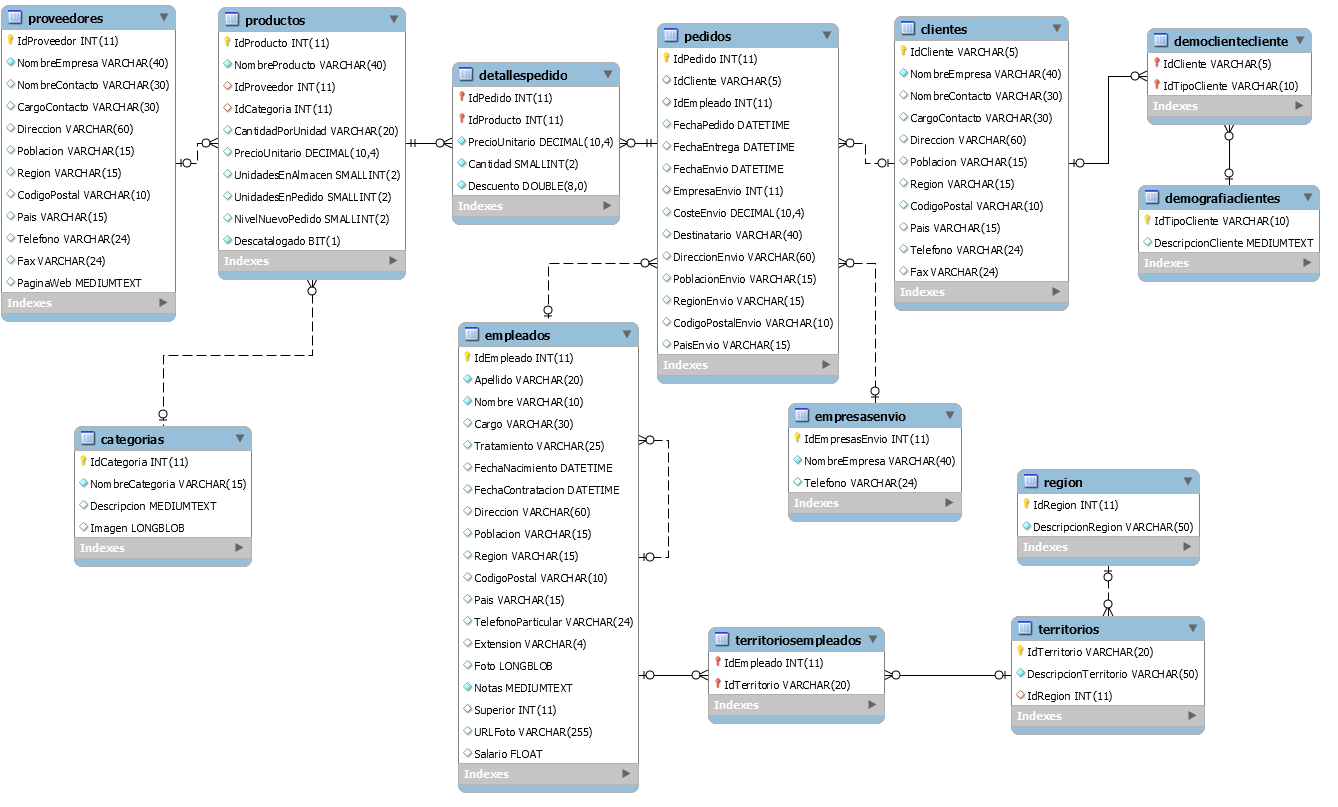 proveedores
IdProveedor INT(11)
NombreEmpresa VARCHAR(40)
NombreContacto VARCHAR(30)
CargoContacto VARCHAR(30)
Direccion VARCHAR(60)
Poblacion VARCHAR(15)
Region VARCHAR(15)
CodigoPostal VARCHAR(10)
Pais VARCHAR(15)
Telefono VARCHAR(24)
Fax VARCHAR(24)
PaginaWeb MEDIUMTEXT
Indexes
productos
IdProducto INT(11)
NombreProducto VARCHAR(40)
IdProveedor INT(11)
IdCategoria INT(11)
CantidadPorUnidad VARCHAR(20)
PrecioUnitario DECIMAL(10,4)
UnidadesEnAlmacen SMALLINT(2)
UnidadesEnPedido SMALLINT(2)
NivelNuevoPedido SMALLINT(2)
Descatalogado BIT(1)
Indexes
detallespedido
IdPedido INT(11)
IdProducto INT(11)
PrecioUnitario DECIMAL(10,4)
Cantidad SMALLINT(2)
Descuento DOUBLE(8,0)
Indexes
pedidos
IdPedido INT(11)
IdCliente VARCHAR(5)
IdEmpleado INT(11)
FechaPedido DATETIME
FechaEntrega DATETIME
FechaEnvio DATETIME
EmpresaEnvio INT(11)
CosteEnvio DECIMAL(10,4)
Destinatario VARCHAR(40)
DireccionEnvio VARCHAR(60)
PoblacionEnvio VARCHAR(15)
RegionEnvio VARCHAR(15)
CodigoPostalEnvio VARCHAR(10)
PaisEnvio VARCHAR(15)
Indexes
clientes
IdCliente VARCHAR(5)
NombreEmpresa VARCHAR(40)
NombreContacto VARCHAR(30)
CargoContacto VARCHAR(30)
Direccion VARCHAR(60)
Poblacion VARCHAR(15)
Region VARCHAR(15)
CodigoPostal VARCHAR(10)
Pais VARCHAR(15)
Telefono VARCHAR(24)
Fax VARCHAR(24)
Indexes
democlientecliente
IdCliente VARCHAR(5)
IdTipoCliente VARCHAR(10)
Indexes
demografiaclientes
IdTipoCliente VARCHAR(10)
DescripcionCliente MEDIUMTEXT
Indexes
categorias
IdCategoria INT(11)
NombreCategoria VARCHAR(15)
Descripcion MEDIUMTEXT
Imagen LONGBLOB
Indexes
empleados
IdEmpleado INT(11)
Apellido VARCHAR(20)
Nombre VARCHAR(10)
Cargo VARCHAR(30)
Tratamiento VARCHAR(25)
FechaNacimiento DATETIME
FechaContratacion DATETIME
Direccion VARCHAR(60)
Poblacion VARCHAR(15)
Region VARCHAR(15)
CodigoPostal VARCHAR(10)
Pais VARCHAR(15)
TelefonoParticular VARCHAR(24)
Extension VARCHAR(4)
Foto LONGBLOB
Notas MEDIUMTEXT
Superior INT(11)
URLFoto VARCHAR(255)
Salario FLOAT
Indexes
empresasenvio
IdEmpresasEnvio INT(11)
NombreEmpresa VARCHAR(40)
Telefono VARCHAR(24)
Indexes
region
IdRegion INT(11)
DescripcionRegion VARCHAR(50)
Indexes
territoriosempleados
IdEmpleado INT(11)
IdTerritorio VARCHAR(20)
Indexes
territorios
IdTerritorio VARCHAR(20)
DescripcionTerritorio VARCHAR(50)
IdRegion INT(11)
Indexes